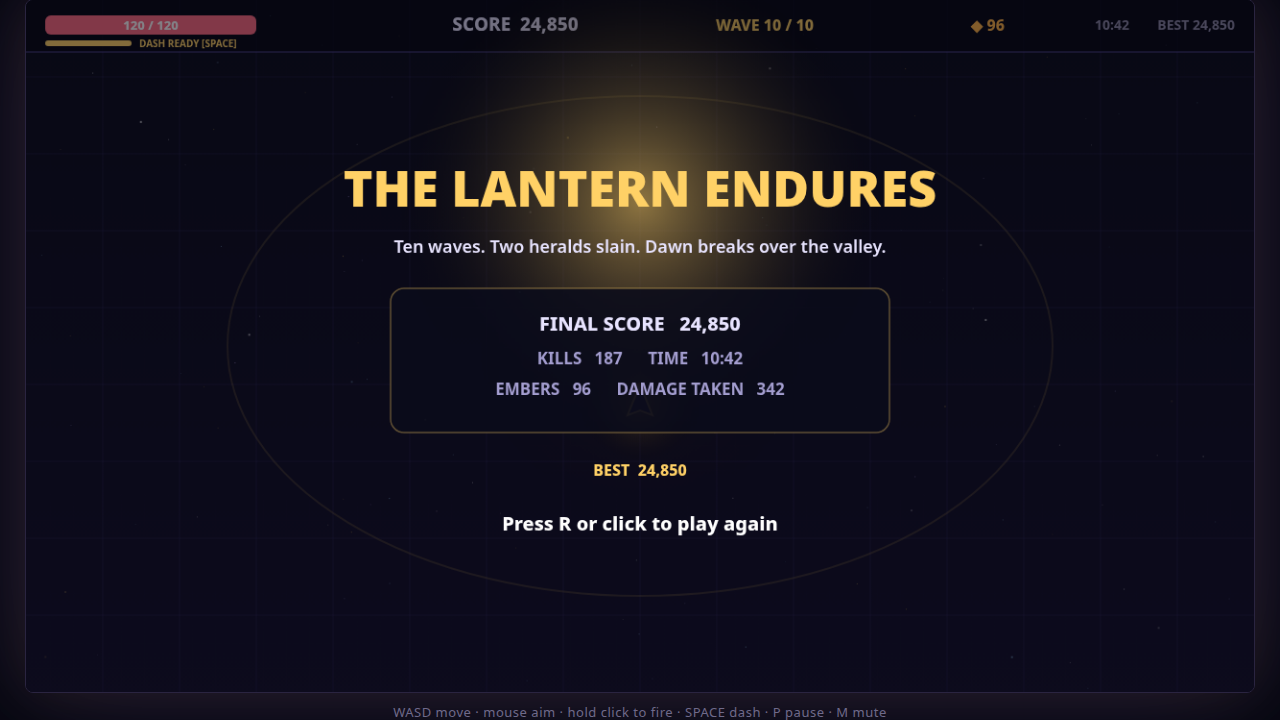 120 / 120
DASH READY [SPACE]
SCORE 24,850
WAVE 10 / 10
◆ 96
10:42
BEST 24,850
THE LANTERN ENDURES
Ten waves. Two heralds slain. Dawn breaks over the valley.
FINAL SCORE 24,850
KILLS 187 TIME 10:42
EMBERS 96 DAMAGE TAKEN 342
BEST 24,850
Press R or click to play again
WASD move · mouse aim · hold click to fire · SPACE dash · P pause · M mute